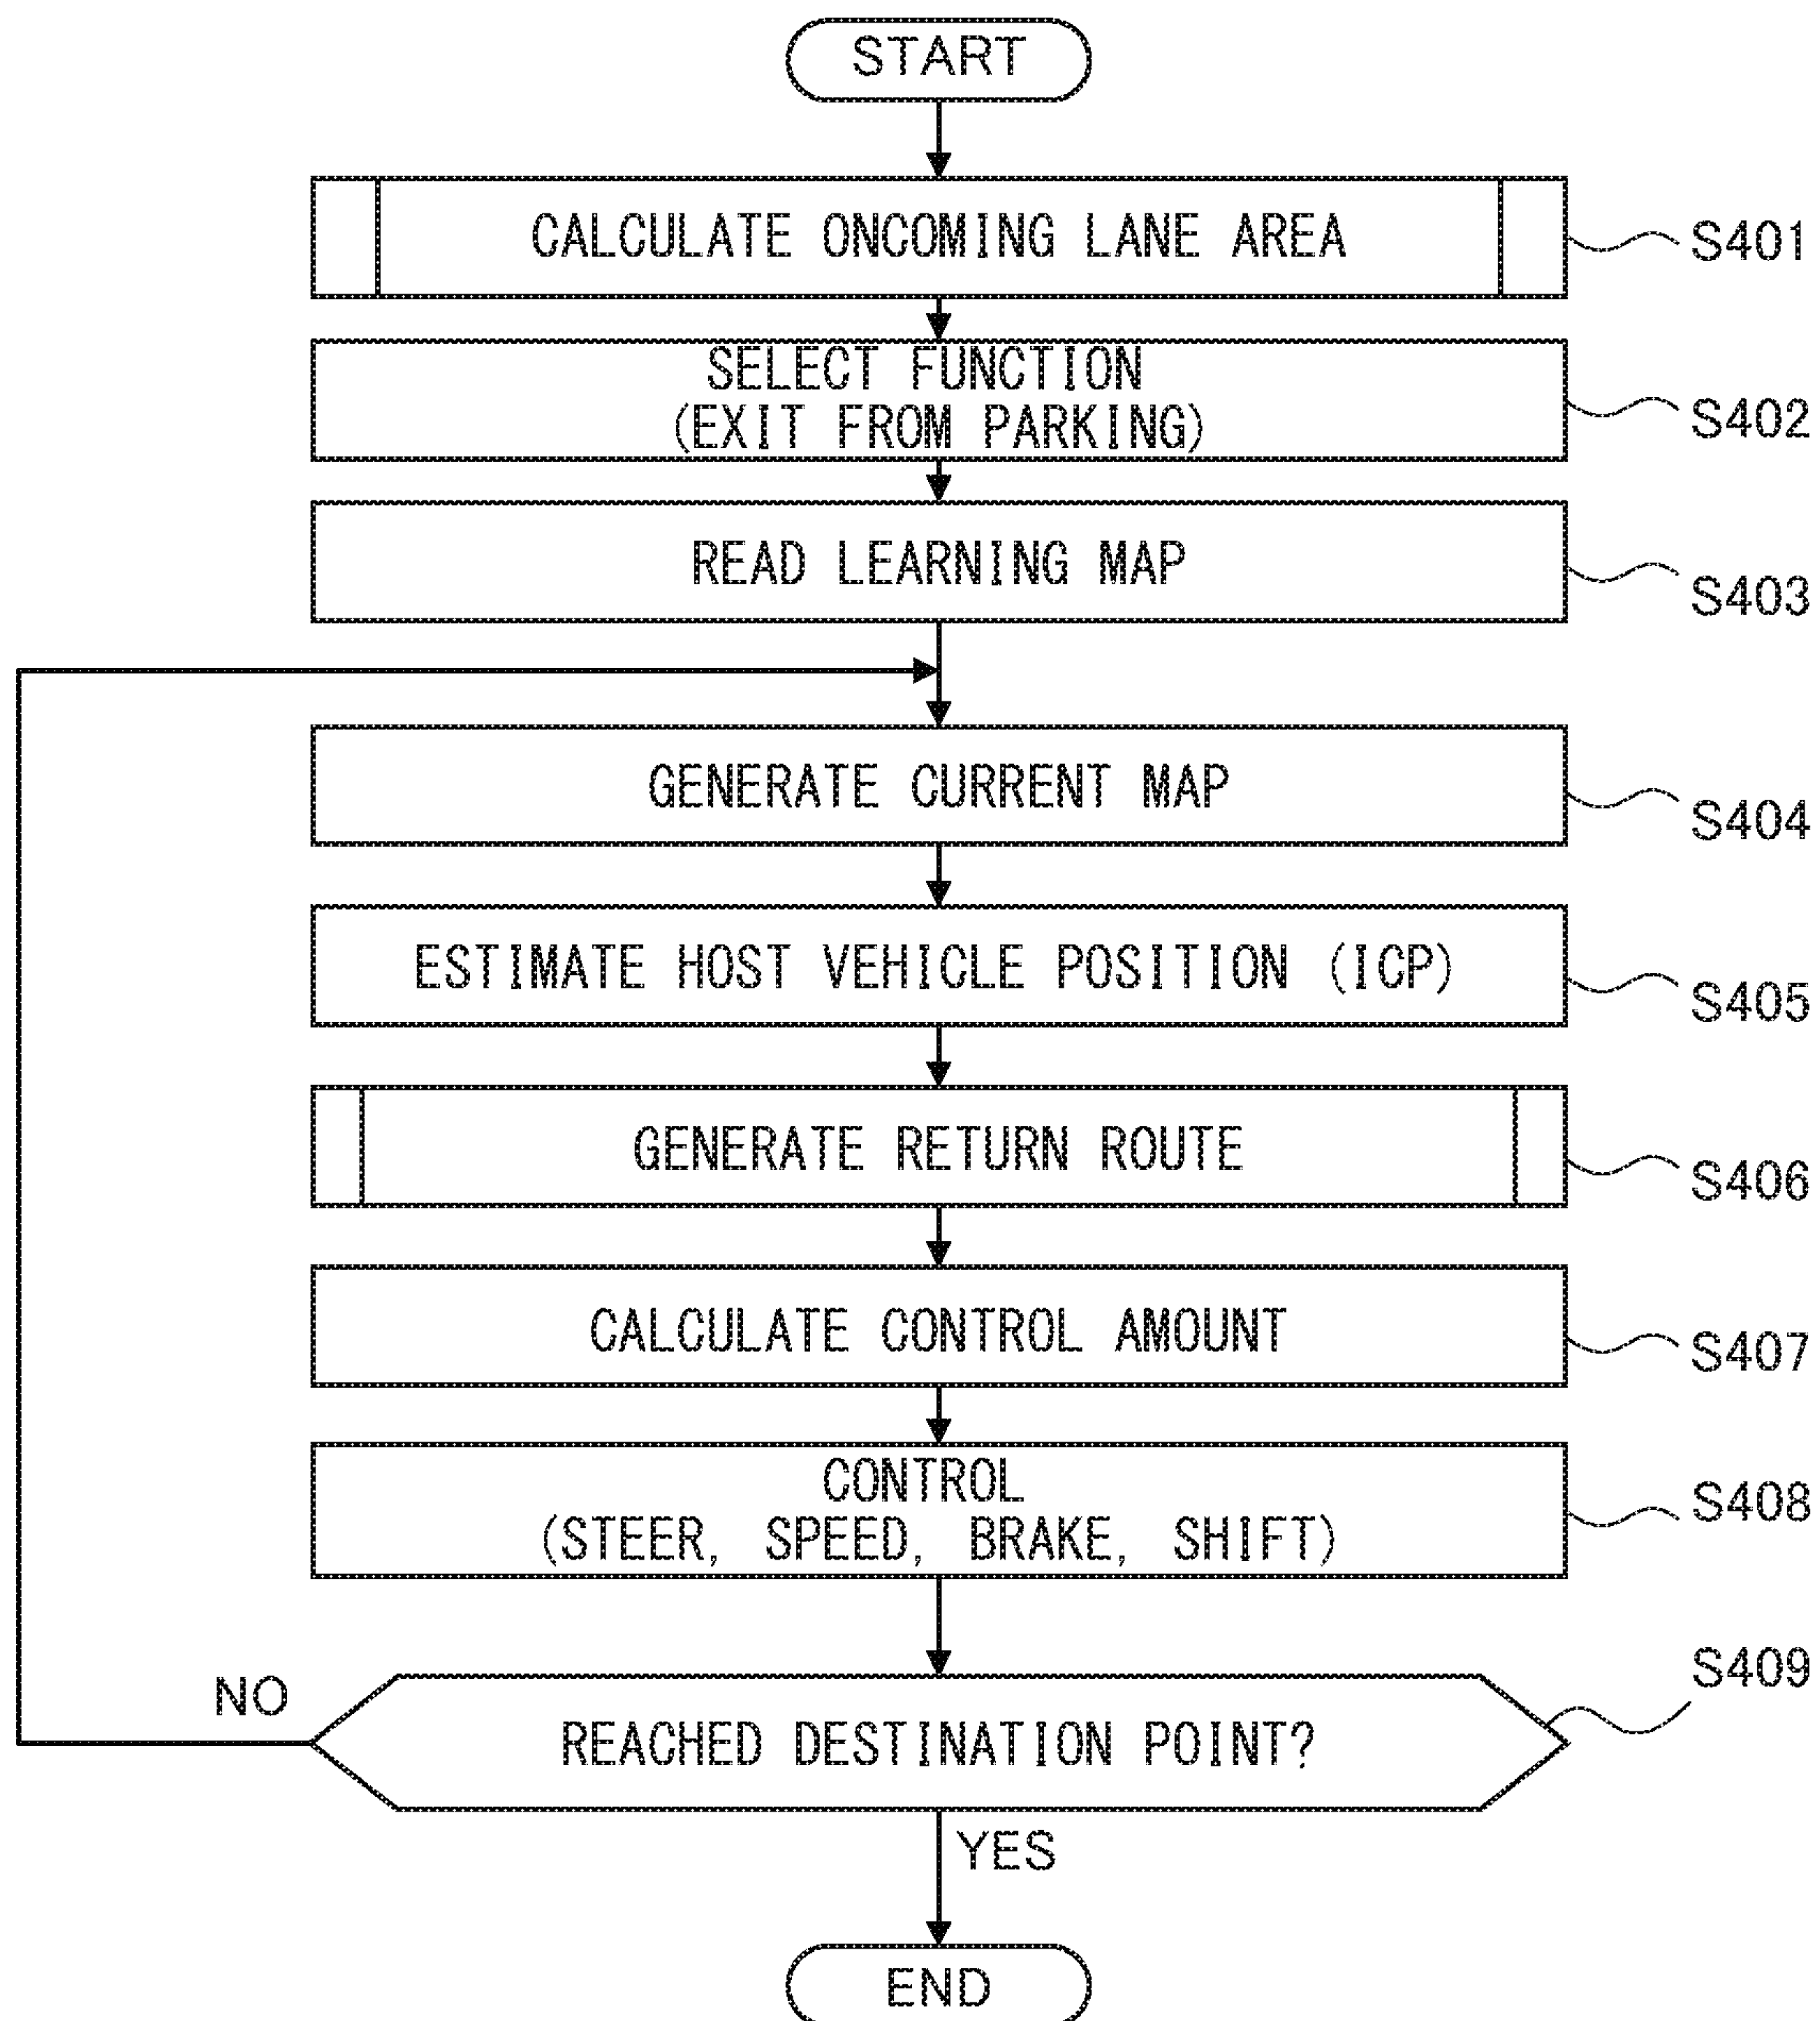 START
CALCULATE ONCOMING LANE AREA
S401
SELECT FUNCTION
(EXIT FROM PARKING)
S402
READ LEARNING MAP
S403
GENERATE CURRENT MAP
S404
ESTIMATE HOST VEHICLE POSITION (ICP)
S405
GENERATE RETURN ROUTE
S406
CALCULATE CONTROL AMOUNT
S407
CONTROL
(STEER, SPEED, BRAKE, SHIFT)
S408
S409
NO
REACHED DESTINATION POINT?
YES
END